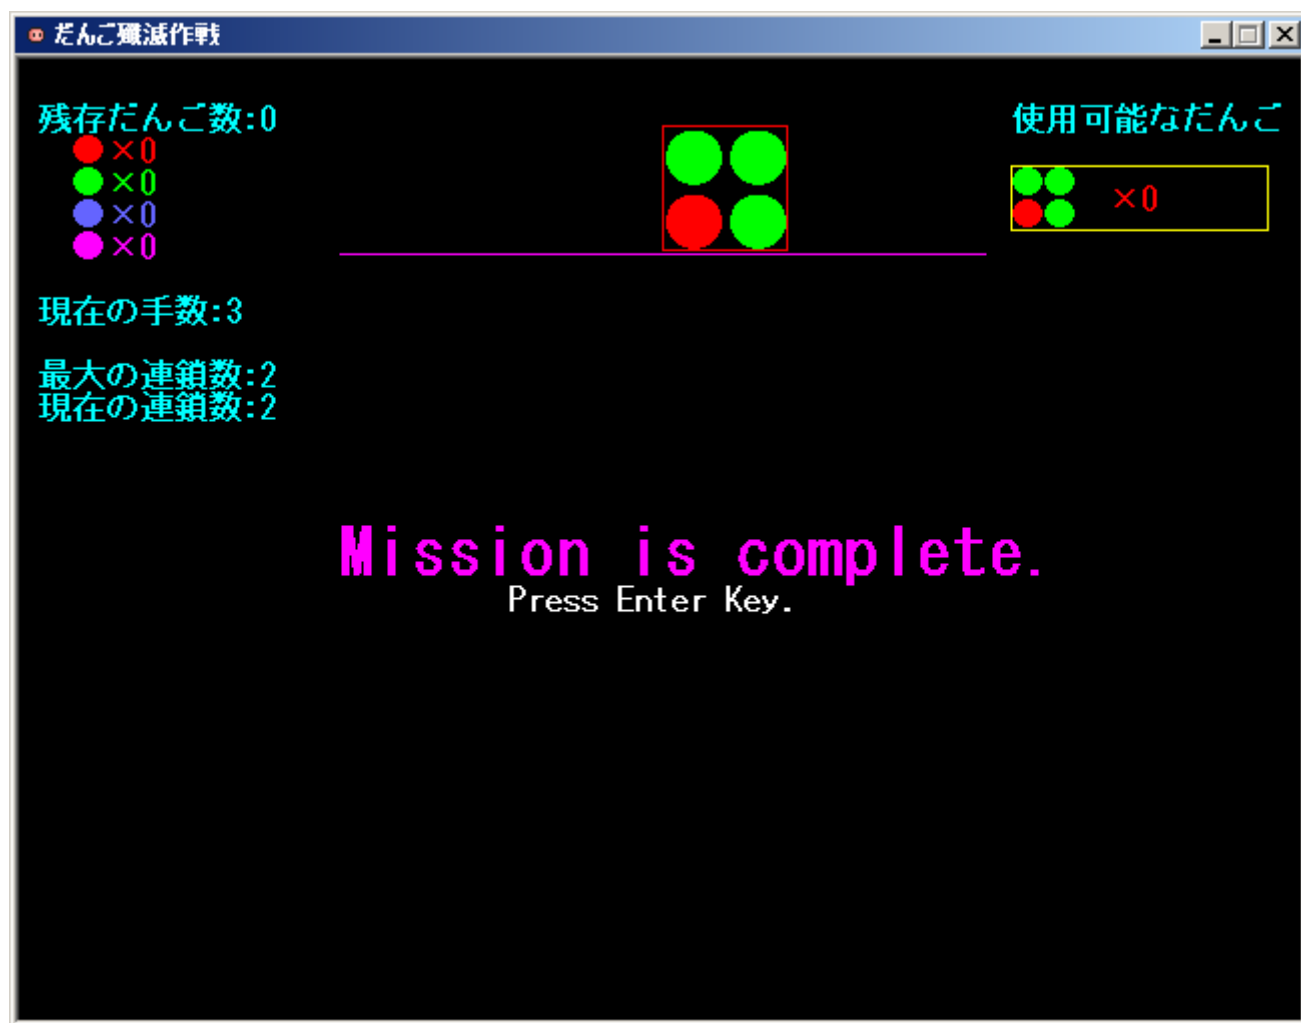 だんご殲滅作戦
残存だんご数:0
×0
×0
×0
×0
使用可能なだんご
×0
現在の手数:3
最大の連鎖数:2
現在の連鎖数:2
Mission is complete.
Press Enter Key.